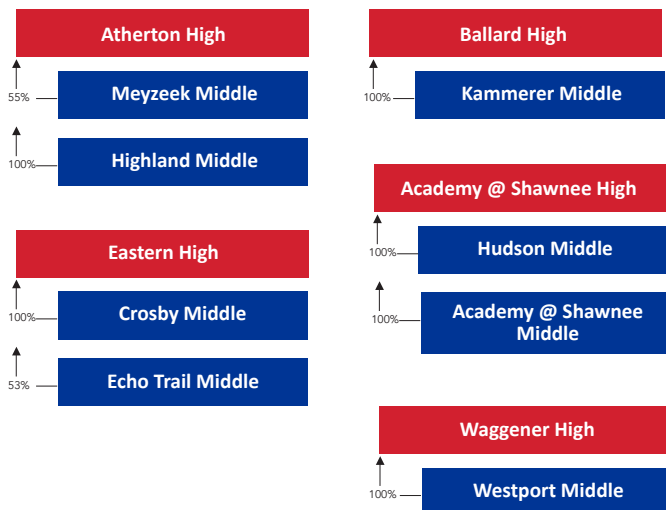 Atherton High
55%
Meyzeek Middle
100%
Highland Middle
Eastern High
100%
Crosby Middle
53%
Echo Trail Middle
Ballard High
100%
Kammerer Middle
Academy @ Shawnee High
100%
Hudson Middle
100%
Academy @ Shawnee
Middle
Waggener High
100%
Westport Middle